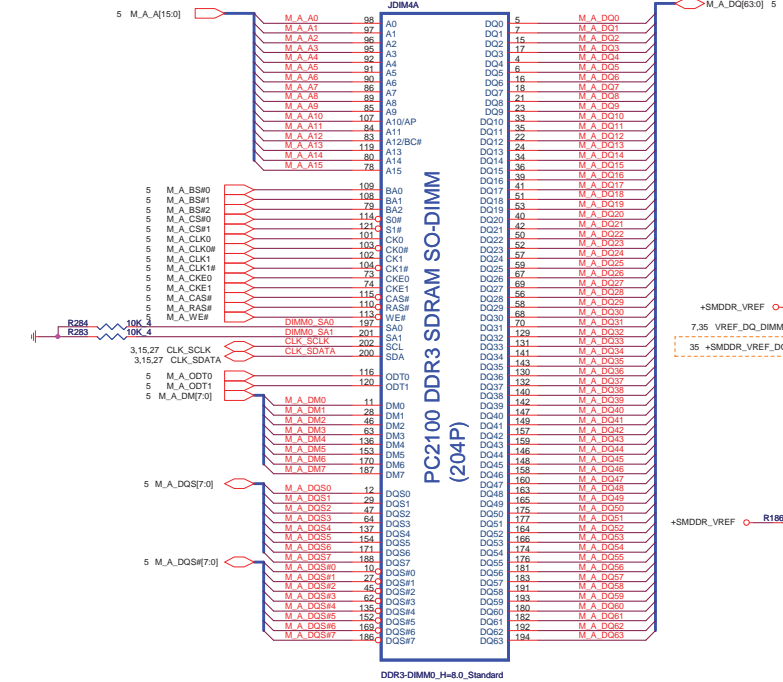 JDIM4A
5 M_A_A[15:0]
M_A_A0 98 A0
M_A_A1 97 A1
M_A_A2 96 A2
M_A_A3 95 A3
M_A_A4 92 A4
M_A_A5 91 A5
M_A_A6 90 A6
M_A_A7 86 A7
M_A_A8 89 A8
M_A_A9 85 A9
M_A_A10 107 A10/AP
M_A_A11 84 A11
M_A_A12 83 A12/BC#
M_A_A13 119 A13
M_A_A14 80 A14
M_A_A15 78 A15
5 M_A_BS#0 109 BA0
5 M_A_BS#1 108 BA1
5 M_A_BS#2 79 BA2
5 M_A_CS#0 114 S0#
5 M_A_CS#1 121 S1#
5 M_A_CLK0 101 CK0
5 M_A_CLK0# 103 CK0#
5 M_A_CLK1 102 CK1
5 M_A_CLK1# 104 CK1#
5 M_A_CKE0 73 CKE0
5 M_A_CKE1 74 CKE1
5 M_A_CAS# 115 CAS#
5 M_A_RAS# 110 RAS#
5 M_A_WE# 113 WE#
R284 10K_4 DIMM0_SA0 197 SA0
R283 10K_4 DIMM0_SA1 201 SA1
3,15,27 CLK_SCLK CLK_SCLK 202 SCL
3,15,27 CLK_SDATA CLK_SDATA 200 SDA
5 M_A_ODT0 116 ODT0
5 M_A_ODT1 120 ODT1
5 M_A_DM[7:0]
M_A_DM0 11 DM0
M_A_DM1 28 DM1
M_A_DM2 46 DM2
M_A_DM3 63 DM3
M_A_DM4 136 DM4
M_A_DM5 153 DM5
M_A_DM6 170 DM6
M_A_DM7 187 DM7
5 M_A_DQS[7:0]
M_A_DQS0 12 DQS0
M_A_DQS1 29 DQS1
M_A_DQS2 47 DQS2
M_A_DQS3 64 DQS3
M_A_DQS4 137 DQS4
M_A_DQS5 154 DQS5
M_A_DQS6 171 DQS6
M_A_DQS7 188 DQS7
5 M_A_DQS#[7:0]
M_A_DQS#0 10 DQS#0
M_A_DQS#1 27 DQS#1
M_A_DQS#2 45 DQS#2
M_A_DQS#3 62 DQS#3
M_A_DQS#4 135 DQS#4
M_A_DQS#5 152 DQS#5
M_A_DQS#6 169 DQS#6
M_A_DQS#7 186 DQS#7
PC2100 DDR3 SDRAM SO-DIMM
(204P)
M_A_DQ[63:0] 5
DQ0 5 M_A_DQ0
DQ1 7 M_A_DQ1
DQ2 15 M_A_DQ2
DQ3 17 M_A_DQ3
DQ4 4 M_A_DQ4
DQ5 6 M_A_DQ5
DQ6 16 M_A_DQ6
DQ7 18 M_A_DQ7
DQ8 21 M_A_DQ8
DQ9 23 M_A_DQ9
DQ10 33 M_A_DQ10
DQ11 35 M_A_DQ11
DQ12 22 M_A_DQ12
DQ13 24 M_A_DQ13
DQ14 34 M_A_DQ14
DQ15 36 M_A_DQ15
DQ16 39 M_A_DQ16
DQ17 41 M_A_DQ17
DQ18 51 M_A_DQ18
DQ19 53 M_A_DQ19
DQ20 40 M_A_DQ20
DQ21 42 M_A_DQ21
DQ22 50 M_A_DQ22
DQ23 52 M_A_DQ23
DQ24 57 M_A_DQ24
DQ25 59 M_A_DQ25
DQ26 67 M_A_DQ26
DQ27 69 M_A_DQ27
DQ28 56 M_A_DQ28
DQ29 58 M_A_DQ29
DQ30 68 M_A_DQ30
DQ31 70 M_A_DQ31
DQ32 129 M_A_DQ32
DQ33 131 M_A_DQ33
DQ34 141 M_A_DQ34
DQ35 143 M_A_DQ35
DQ36 130 M_A_DQ36
DQ37 132 M_A_DQ37
DQ38 140 M_A_DQ38
DQ39 142 M_A_DQ39
DQ40 147 M_A_DQ40
DQ41 149 M_A_DQ41
DQ42 157 M_A_DQ42
DQ43 159 M_A_DQ43
DQ44 146 M_A_DQ44
DQ45 148 M_A_DQ45
DQ46 158 M_A_DQ46
DQ47 160 M_A_DQ47
DQ48 163 M_A_DQ48
DQ49 165 M_A_DQ49
DQ50 175 M_A_DQ50
DQ51 177 M_A_DQ51
DQ52 164 M_A_DQ52
DQ53 166 M_A_DQ53
DQ54 174 M_A_DQ54
DQ55 176 M_A_DQ55
DQ56 181 M_A_DQ56
DQ57 183 M_A_DQ57
DQ58 191 M_A_DQ58
DQ59 193 M_A_DQ59
DQ60 180 M_A_DQ60
DQ61 182 M_A_DQ61
DQ62 192 M_A_DQ62
DQ63 194 M_A_DQ63
+SMDDR_VREF
7,35 VREF_DQ_DIMM
35 +SMDDR_VREF_DQ
+SMDDR_VREF R186
DDR3-DIMM0_H=8.0_Standard